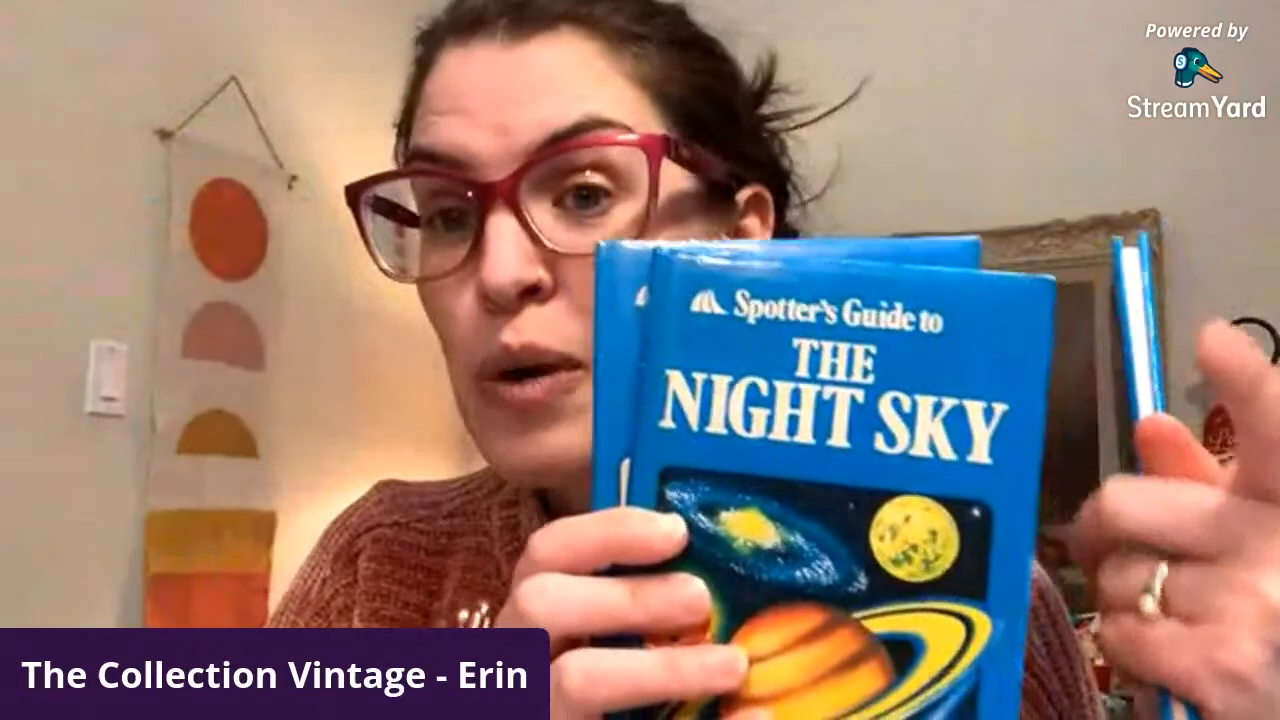 Powered by
StreamYard
Spotter's Guide to
THE
NIGHT SKY
The Collection Vintage - Erin